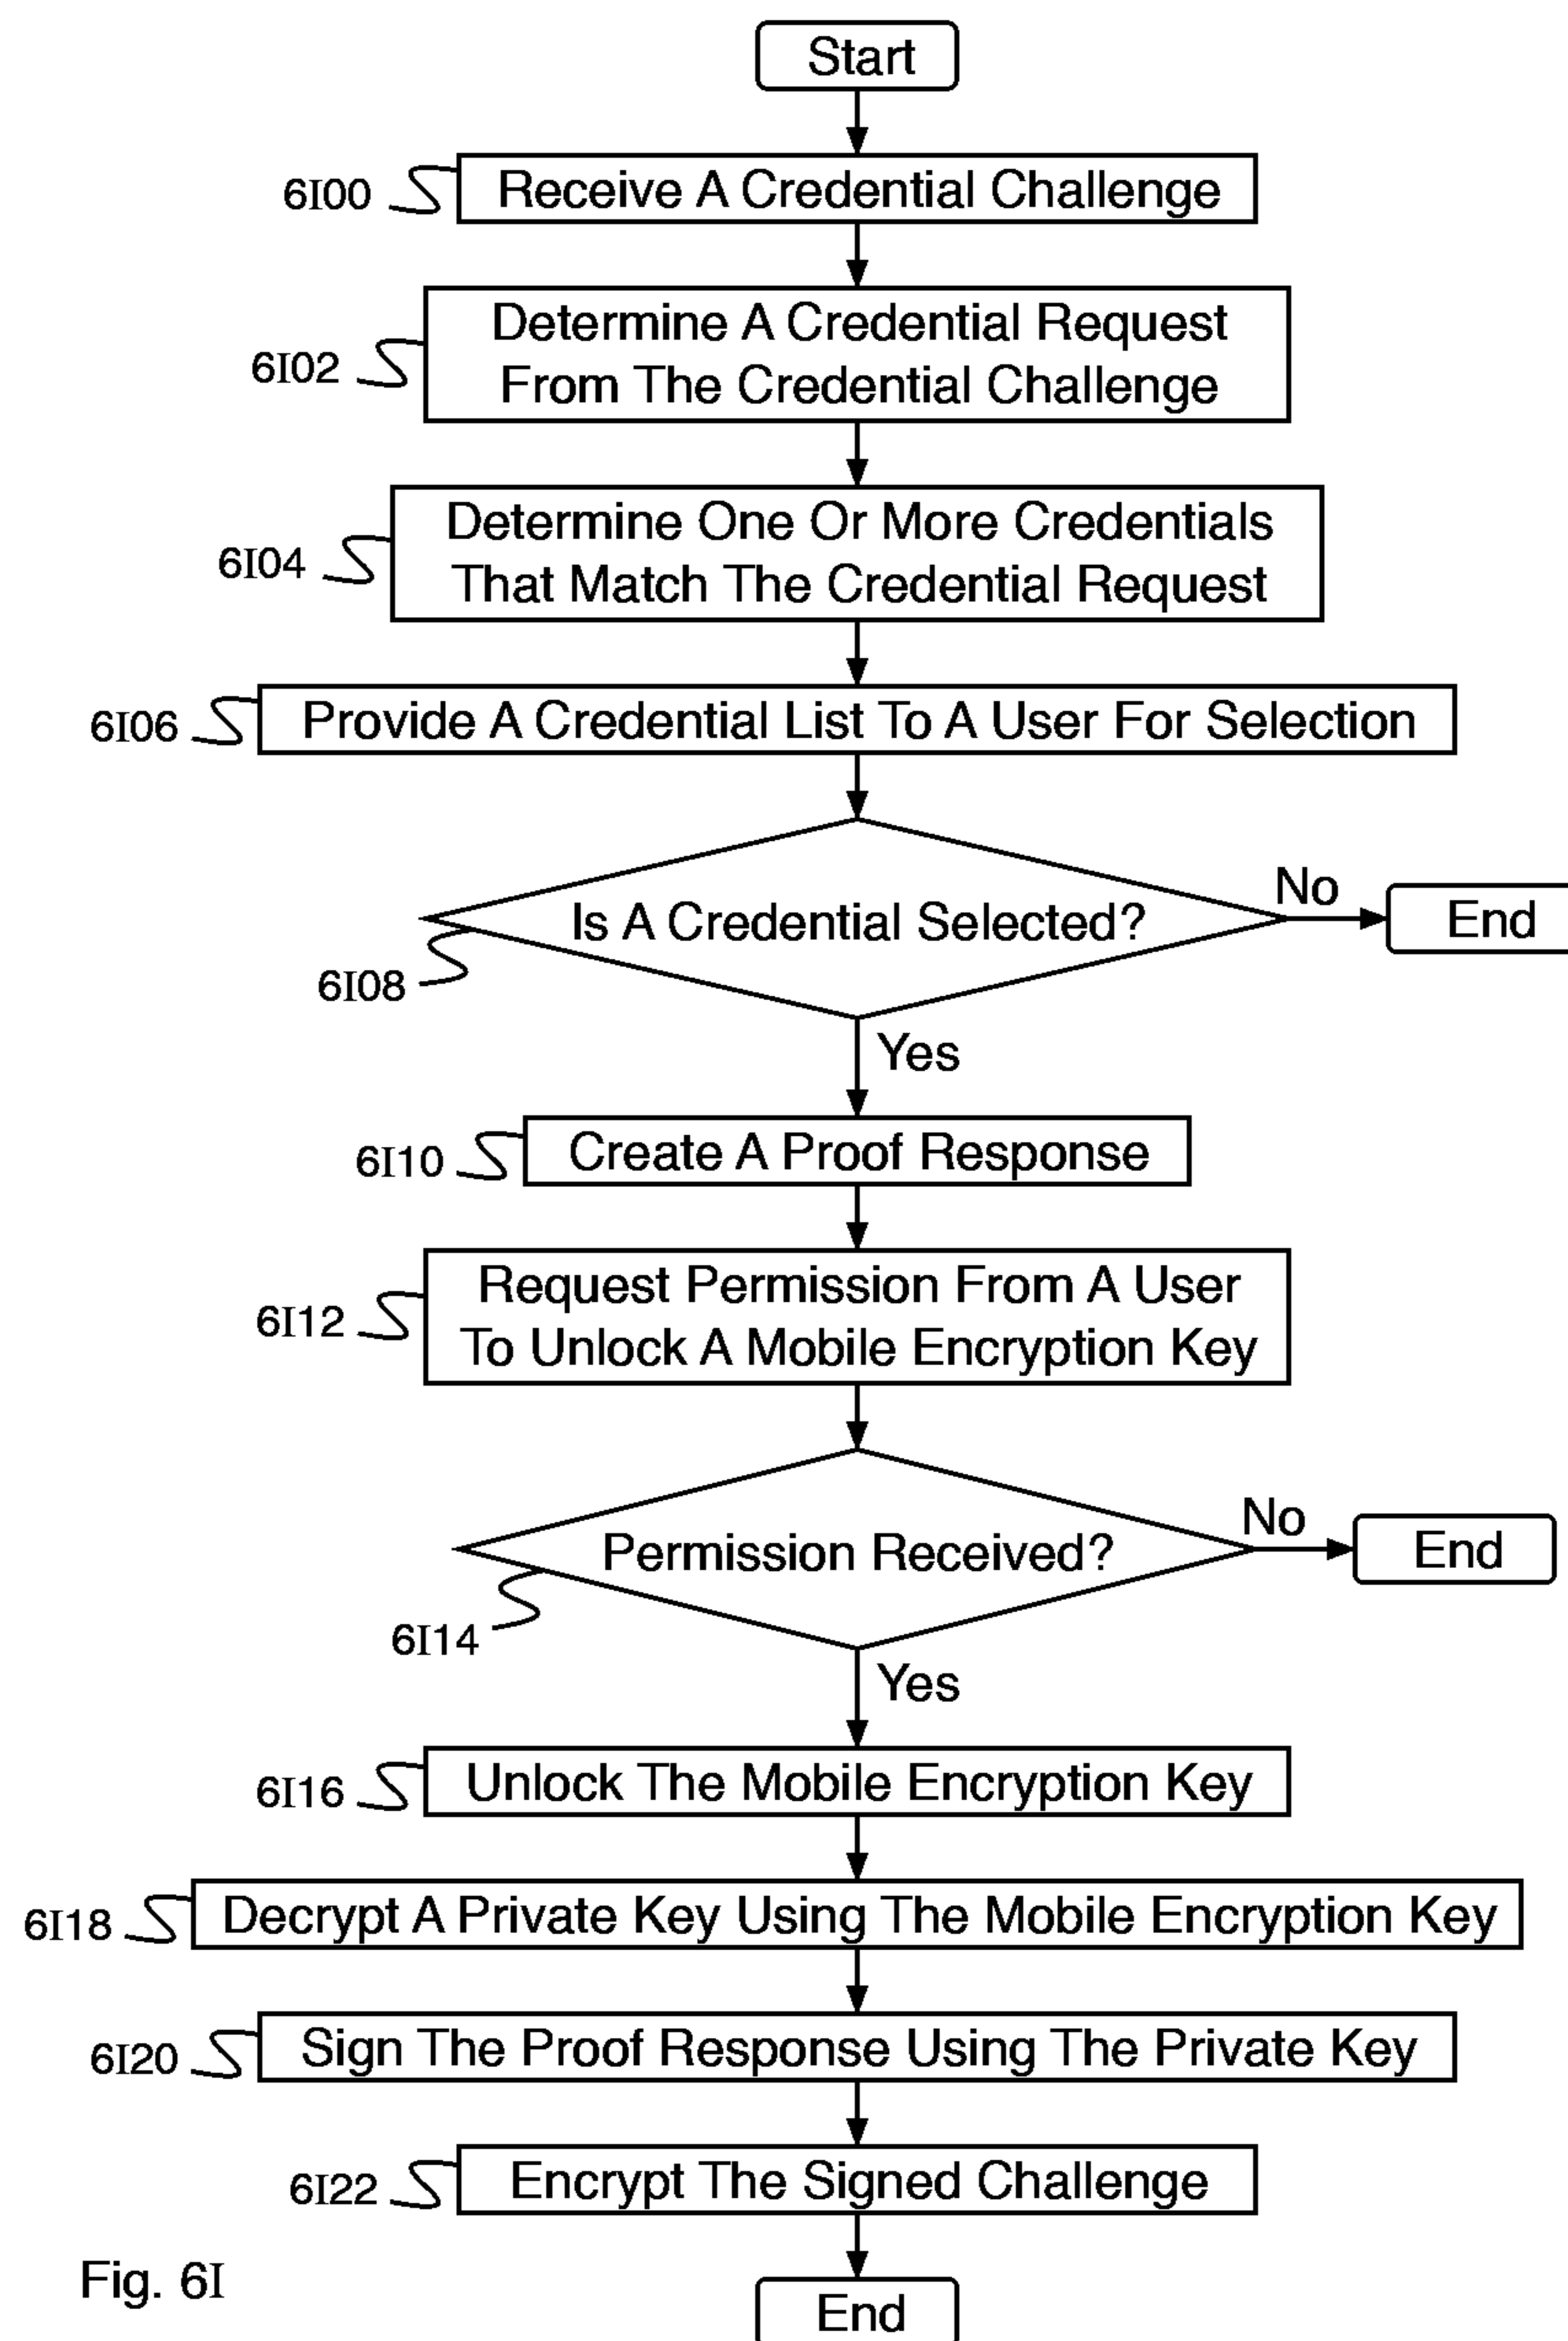 Start
6I00
Receive A Credential Challenge
6I02
Determine A Credential Request
From The Credential Challenge
6I04
Determine One Or More Credentials
That Match The Credential Request
6I06
Provide A Credential List To A User For Selection
Is A Credential Selected?
No
End
6I08
Yes
6I10
Create A Proof Response
6I12
Request Permission From A User
To Unlock A Mobile Encryption Key
Permission Received?
No
End
6I14
Yes
6I16
Unlock The Mobile Encryption Key
6I18
Decrypt A Private Key Using The Mobile Encryption Key
6I20
Sign The Proof Response Using The Private Key
6I22
Encrypt The Signed Challenge
Fig. 6I
End